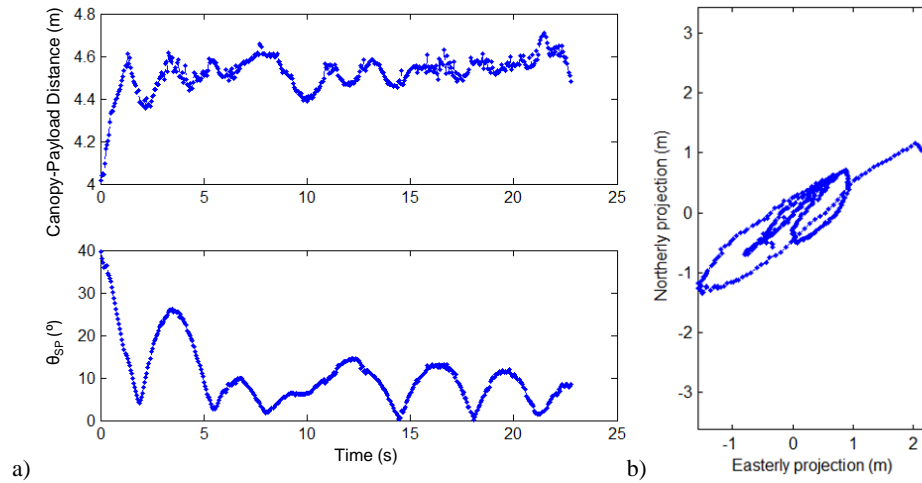 Canopy-Payload Distance (m)
4.8
4.6
4.4
4.2
4
0 5 10 15 20 25
θSP (º)
40
30
20
10
0
0 5 10 15 20 25
Time (s)
a)
Northerly projection (m)
3
2
1
0
-1
-2
-3
-1 0 1 2
Easterly projection (m)
b)